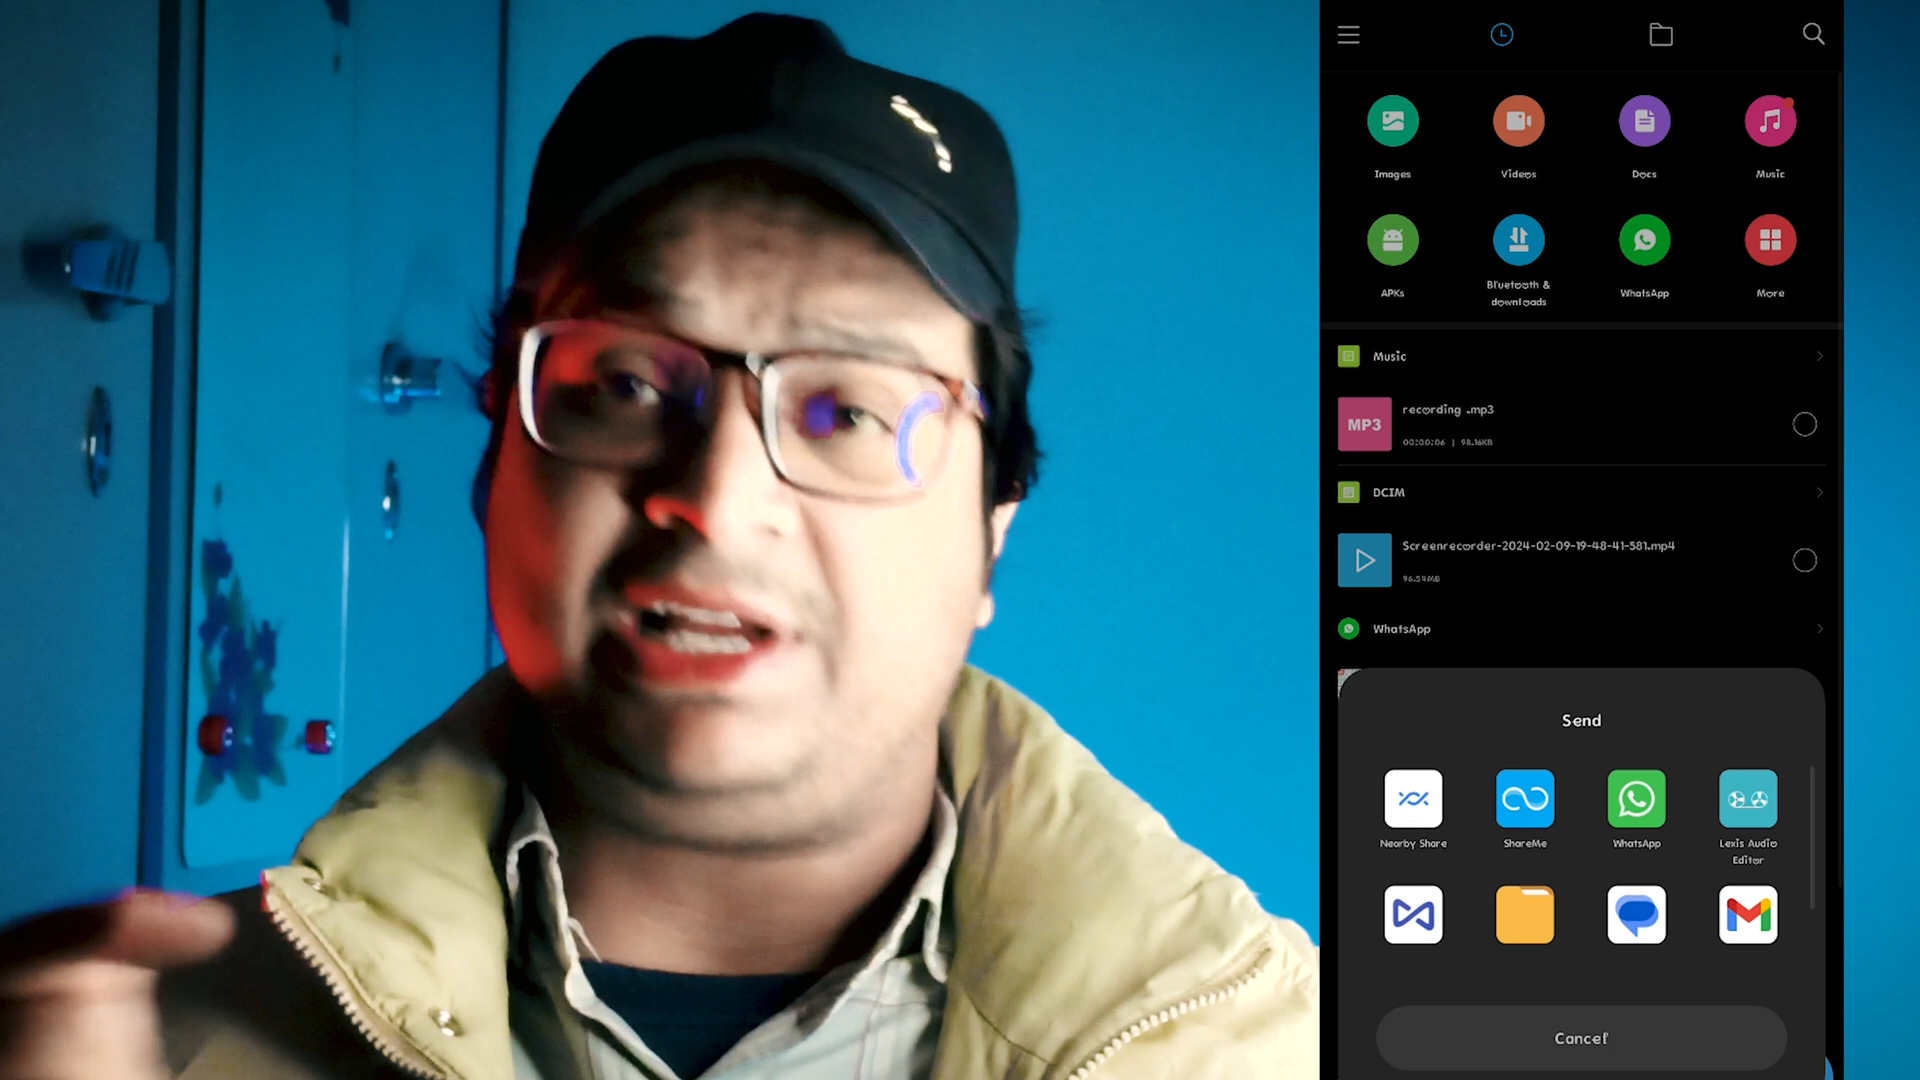 Images
Videos
Docs
Music
APKs
Bluetooth &
downloads
WhatsApp
More
Music
MP3
recording .mp3
00:00:06 | 98.16KB
DCIM
Screenrecorder-2024-02-09-19-48-41-581.mp4
96.59MB
WhatsApp
Send
Nearby Share
ShareMe
WhatsApp
Lexis Audio
Editor
Cancel